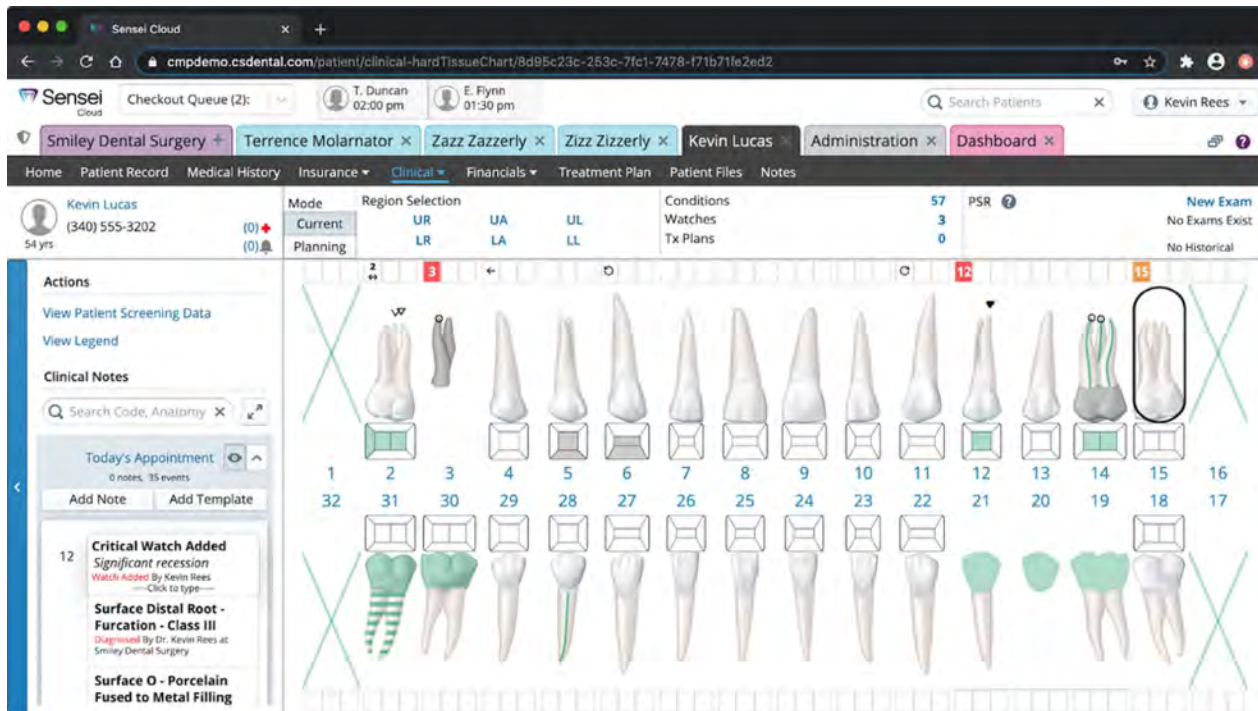 Sensei Cloud
cmpdemo.csdental.com/patient/clinical-hardTissueChart/8d95c23c-253c-7fc1-7478-f71b71fe2ed2
Sensei Cloud
Checkout Queue (2):
T. Duncan 02:00 pm
E. Flynn 01:30 pm
Search Patients
Kevin Rees
Smiley Dental Surgery
Terrence Molarnator
Zazz Zazzerly
Zizz Zizzerly
Kevin Lucas
Administration
Dashboard
Home Patient Record Medical History Insurance Clinical Financials Treatment Plan Patient Files Notes
Kevin Lucas
(340) 555-3202
54 yrs
(0)
(0)
Mode
Current
Planning
Region Selection
UR UA UL
LR LA LL
Conditions 57
Watches 3
Tx Plans 0
PSR
New Exam
No Exams Exist
No Historical
Actions
View Patient Screening Data
View Legend
Clinical Notes
Search Code, Anatomy
Today's Appointment
0 notes, 35 events
Add Note
Add Template
12
Critical Watch Added
Significant recession
Watch Added By Kevin Rees
----Click to type----
Surface Distal Root -
Furcation - Class III
Diagnosed By Dr. Kevin Rees at
Smiley Dental Surgery
Surface O - Porcelain
Fused to Metal Filling
2 3 12 15
1 2 3 4 5 6 7 8 9 10 11 12 13 14 15 16
32 31 30 29 28 27 26 25 24 23 22 21 20 19 18 17